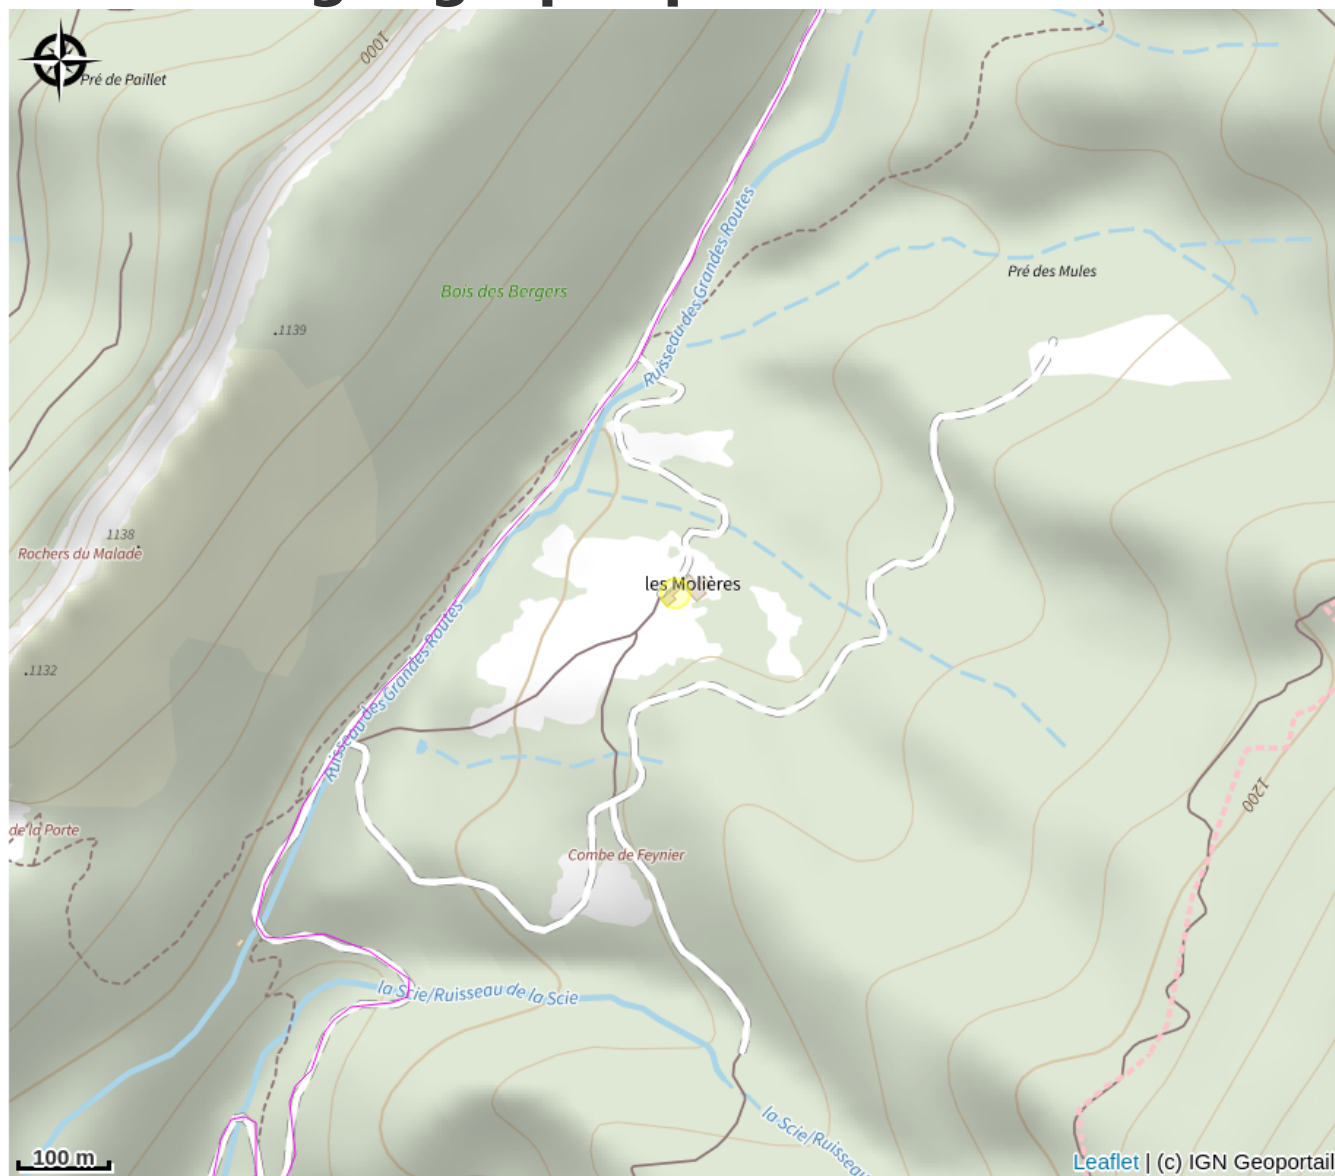 1000
Pré de Paillet
Ruisseau des Grandes Routes
Pré des Mules
Bois des Bergers
.1139
1138
Rochers du Malade
les Molières
Ruisseau des Grandes Routes
.1132
1200
de la Porte
Combe de Feynier
la Scie/Ruisseau de la Scie
la Scie/Ruisseau
100 m
Leaflet | (c) IGN Geoportail